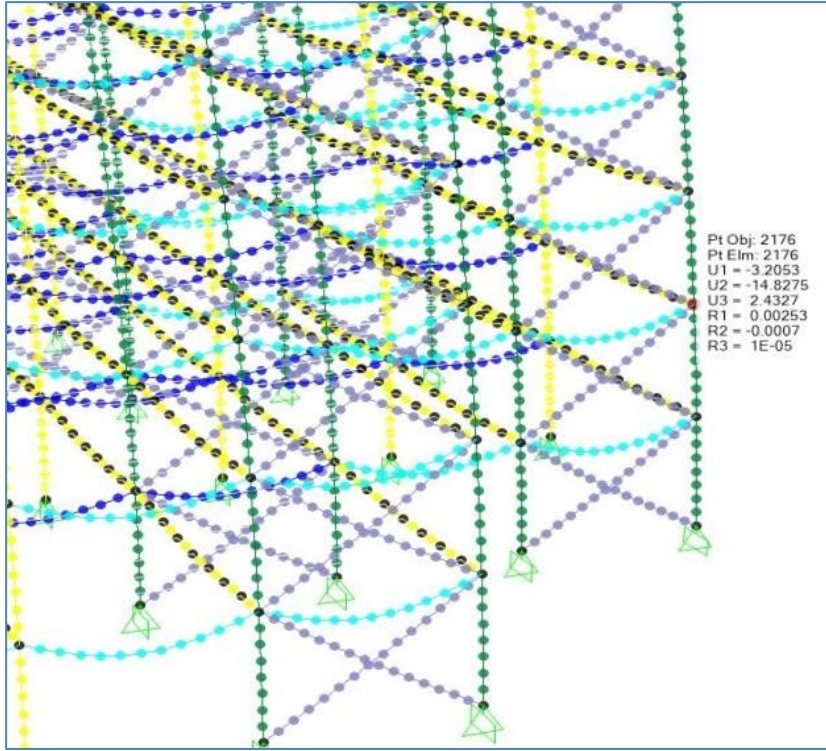 Pt Obj: 2176
Pt Elm: 2176
U1 = -3.2053
U2 = -14.8275
U3 = 2.4327
R1 = 0.00253
R2 = -0.0007
R3 = 1E-05